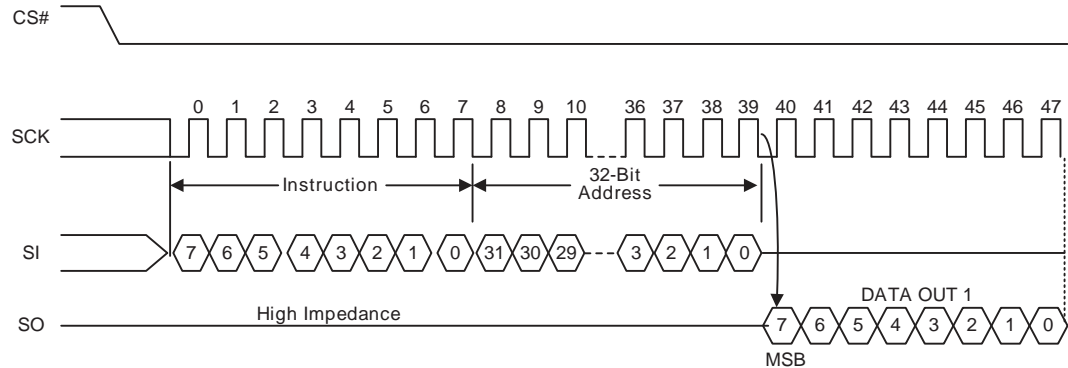 CS#
0 1 2 3 4 5 6 7 8 9 10 36 37 38 39 40 41 42 43 44 45 46 47
SCK
Instruction
32-Bit
Address
SI
7 6 5 4 3 2 1 0 31 30 29 3 2 1 0
DATA OUT 1
High Impedance
SO
7 6 5 4 3 2 1 0
MSB